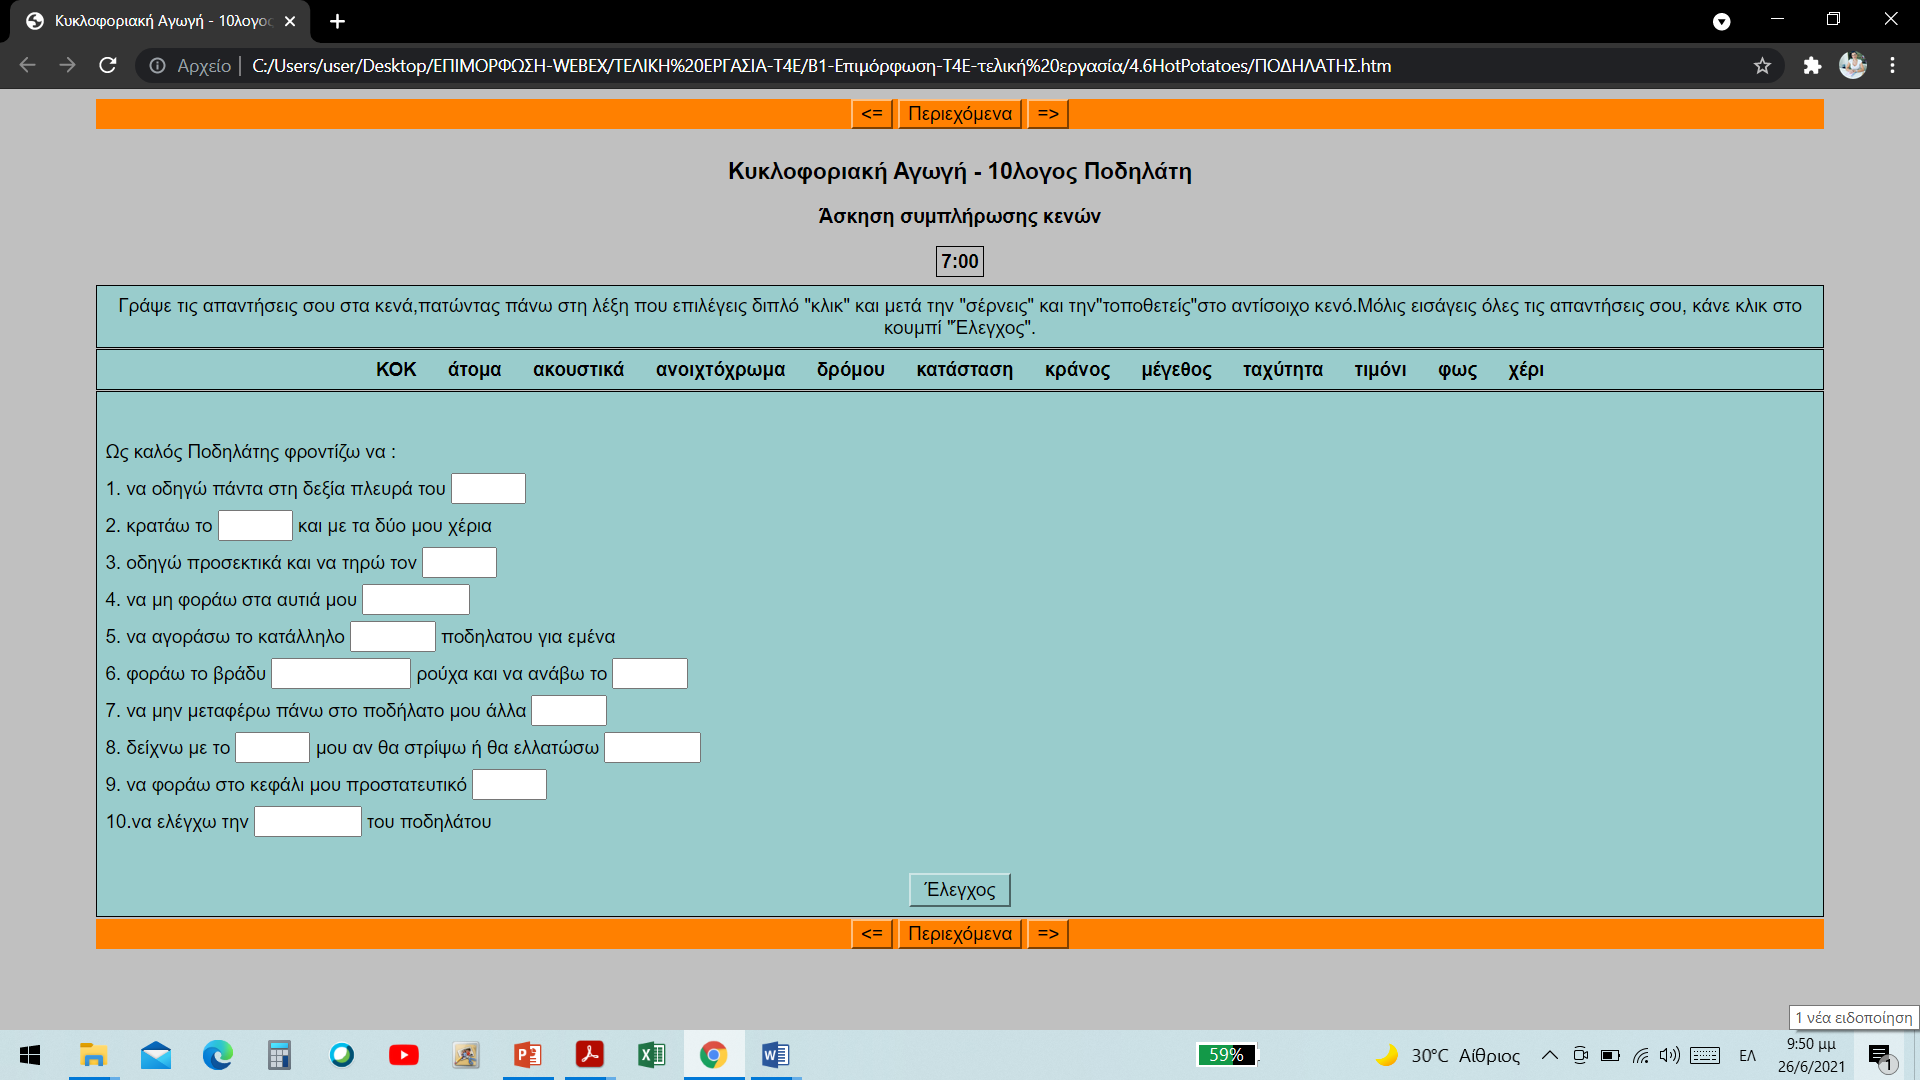 Κυκλοφοριακή Αγωγή - 10λογος
Αρχείο | C:/Users/user/Desktop/ΕΠΙΜΟΡΦΩΣΗ-WEBEX/ΤΕΛΙΚΗ%20ΕΡΓΑΣΙΑ-Τ4Ε/Β1-Επιμόρφωση-Τ4Ε-τελική%20εργασία/4.6HotPotatoes/ΠΟΔΗΛΑΤΗΣ.htm
<= Περιεχόμενα =>
Κυκλοφοριακή Αγωγή - 10λογος Ποδηλάτη
Άσκηση συμπλήρωσης κενών
7:00
Γράψε τις απαντήσεις σου στα κενά,πατώντας πάνω στη λέξη που επιλέγεις διπλό "κλικ" και μετά την "σέρνεις" και την"τοποθετείς"στο αντίσοιχο κενό.Μόλις εισάγεις όλες τις απαντήσεις σου, κάνε κλικ στο
κουμπί "Έλεγχος".
ΚΟΚ άτομα ακουστικά ανοιχτόχρωμα δρόμου κατάσταση κράνος μέγεθος ταχύτητα τιμόνι φως χέρι
Ως καλός Ποδηλάτης φροντίζω να :
1. να οδηγώ πάντα στη δεξία πλευρά του
2. κρατάω το και με τα δύο μου χέρια
3. οδηγώ προσεκτικά και να τηρώ τον
4. να μη φοράω στα αυτιά μου
5. να αγοράσω το κατάλληλο ποδηλατου για εμένα
6. φοράω το βράδυ ρούχα και να ανάβω το
7. να μην μεταφέρω πάνω στο ποδήλατο μου άλλα
8. δείχνω με το μου αν θα στρίψω ή θα ελλατώσω
9. να φοράω στο κεφάλι μου προστατευτικό
10.να ελέγχω την του ποδηλάτου
Έλεγχος
<= Περιεχόμενα =>
1 νέα ειδοποίηση
59% 30°C Αίθριος ΕΛ 9:50 μμ
26/6/2021 1